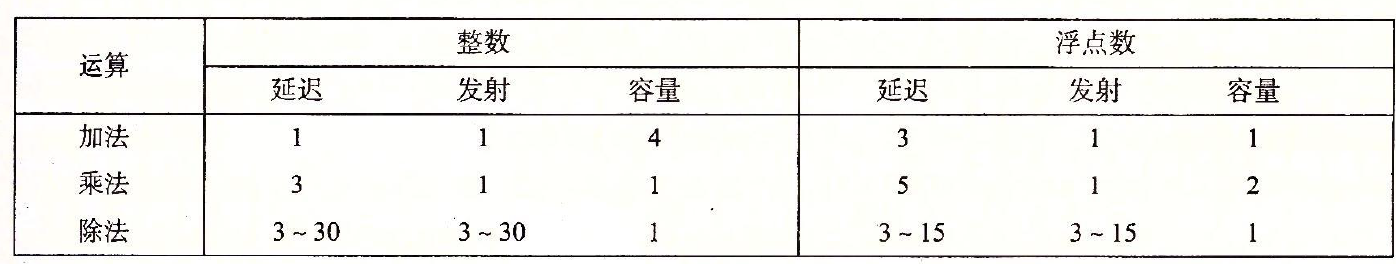 运算 整数 浮点数
延迟 发射 容量 延迟 发射 容量
加法 1 1 4 3 1 1
乘法 3 1 1 5 1 2
除法 3~30 3~30 1 3~15 3~15 1